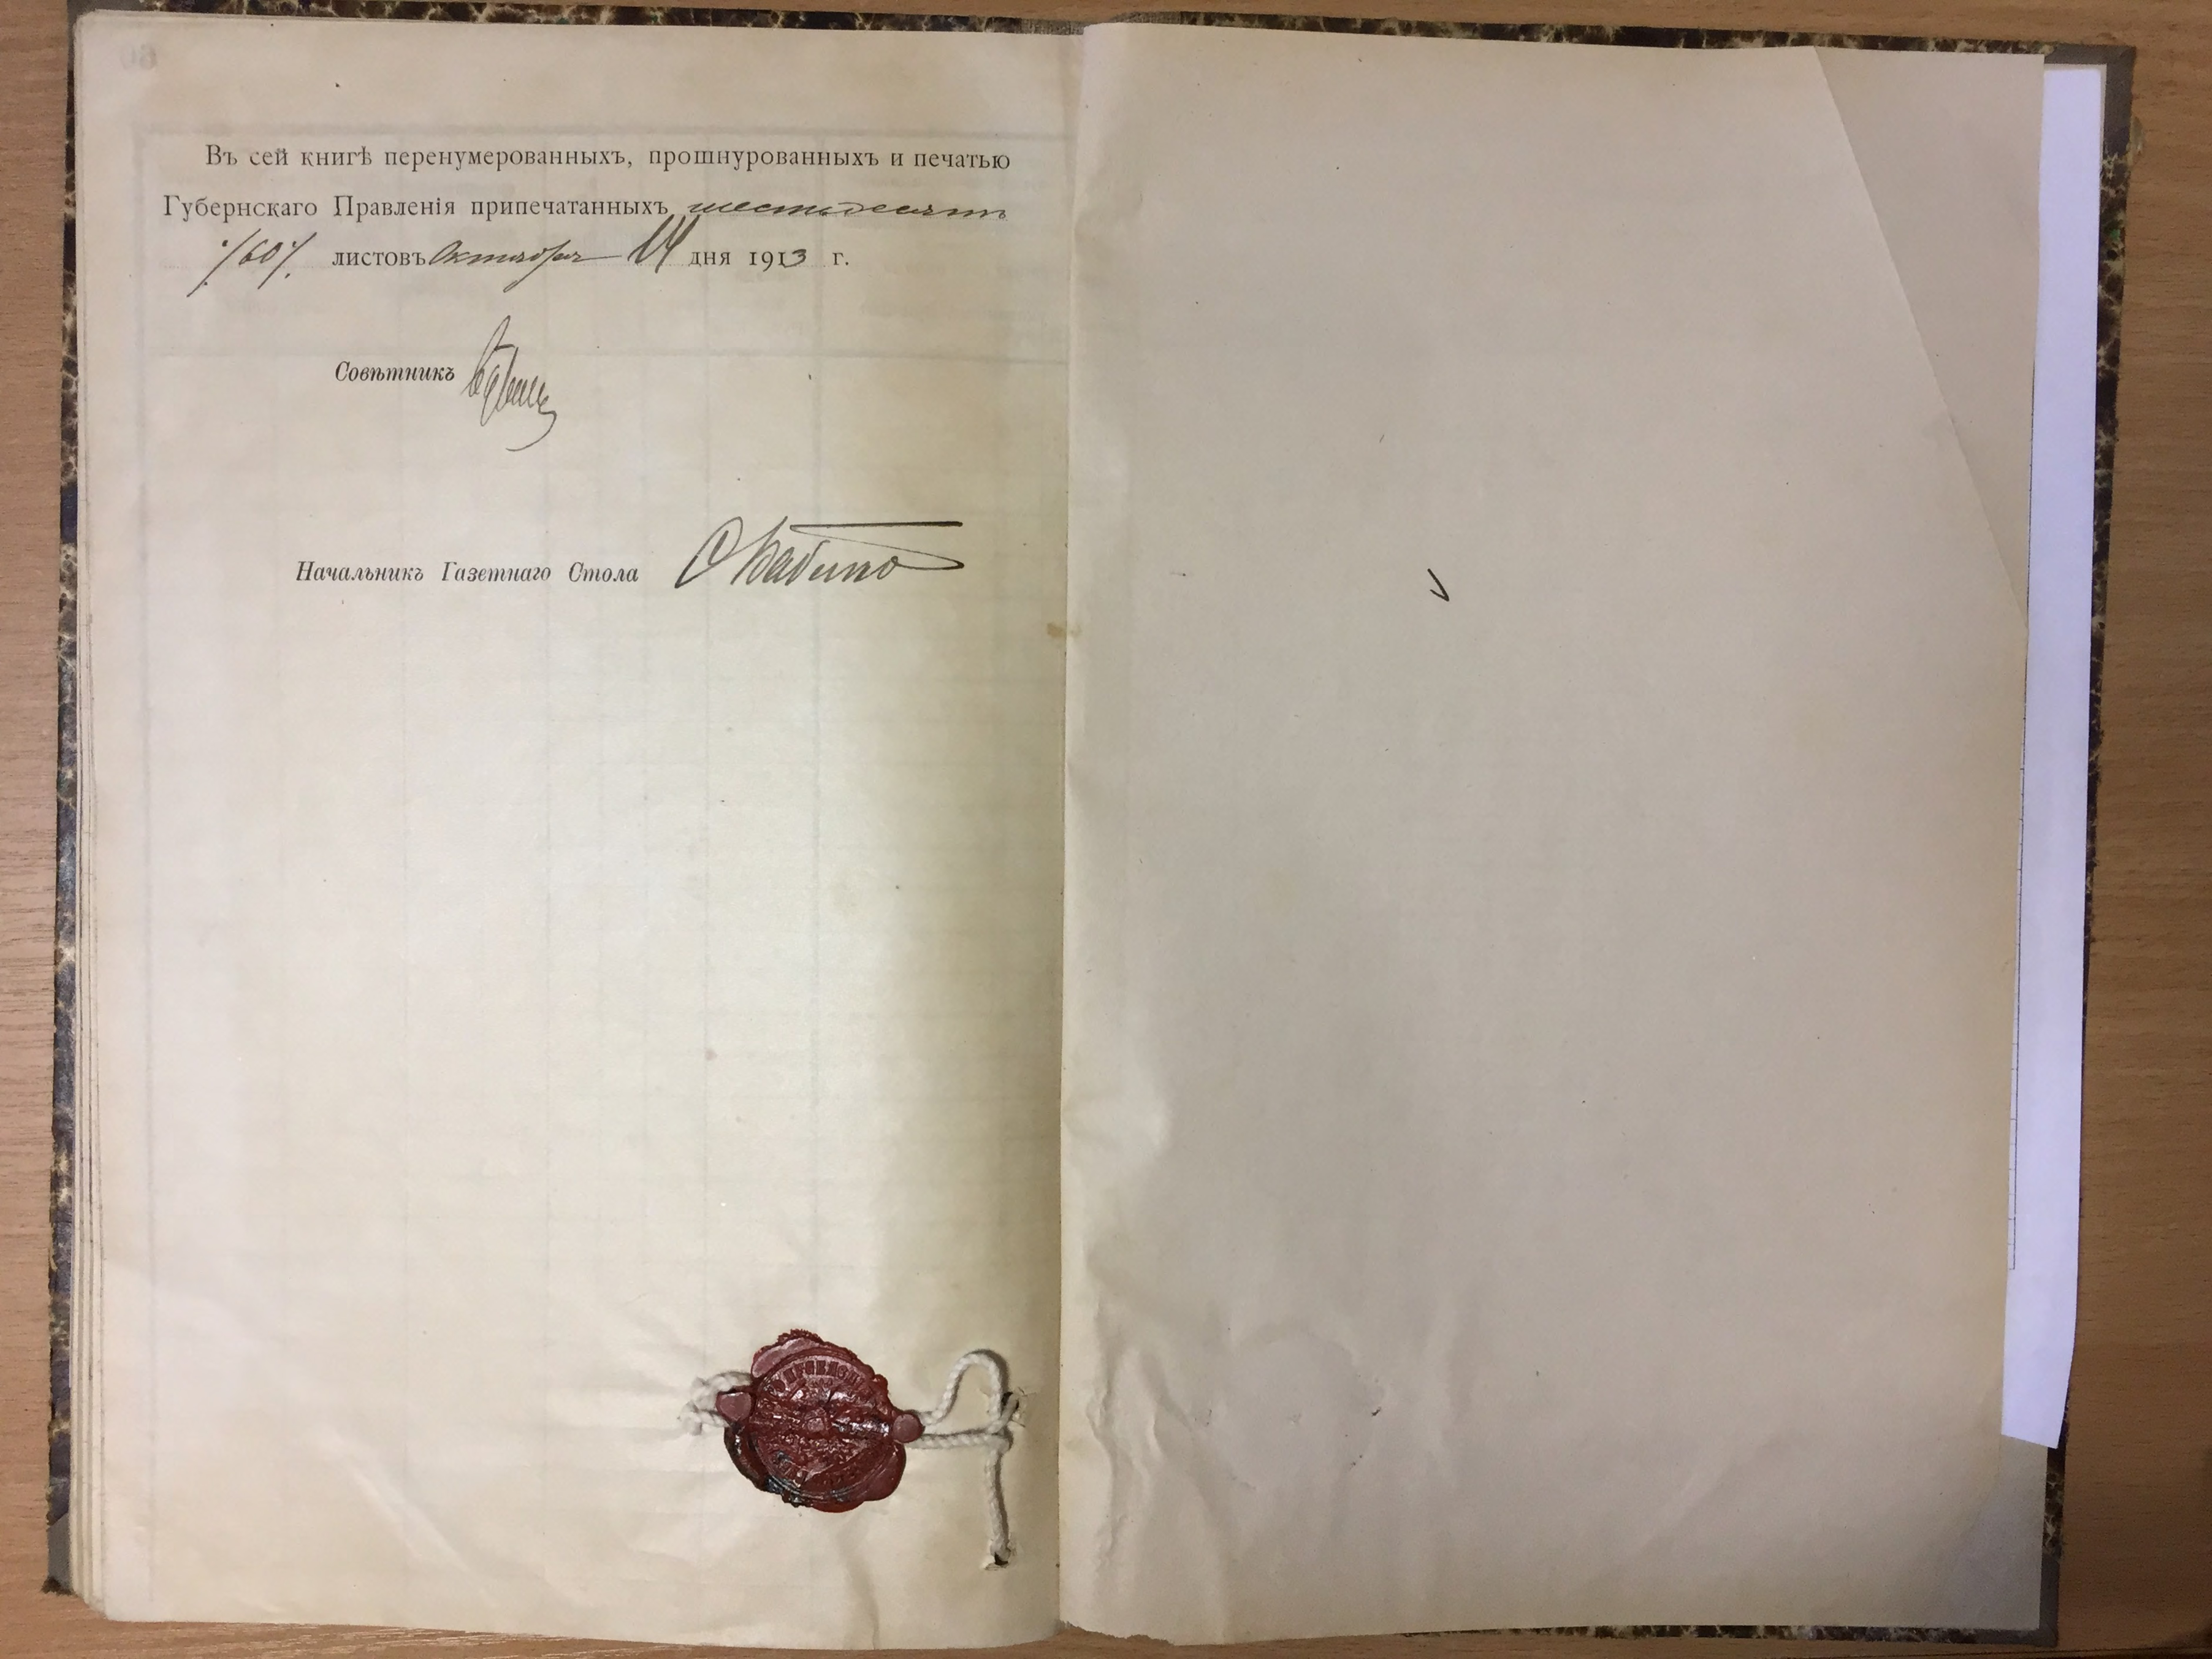 Въ сей книгѣ перенумерованныхъ, прошнурованныхъ и печатью
Губернскаго Правленія припечатанныхъ шестьдесятъ
/60/ листовъ Октября 14 дня 1913 г.
Совѣтникъ
Начальникъ Газетнаго Стола